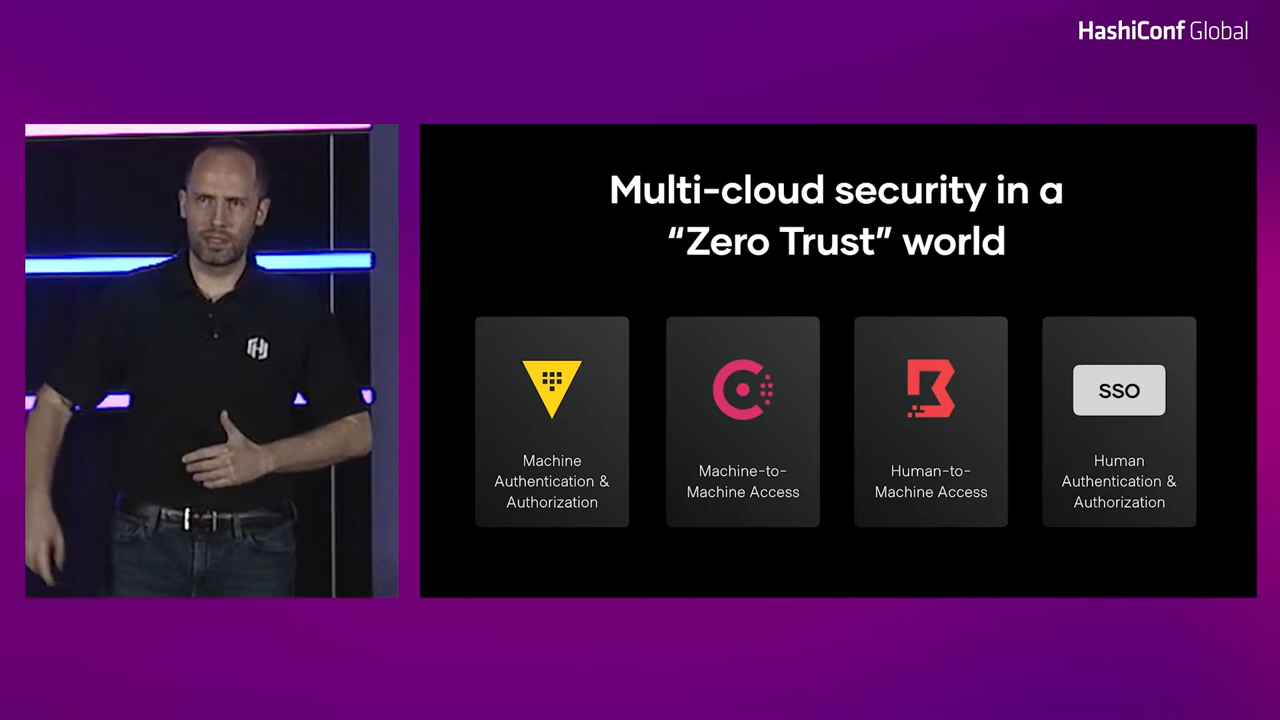 HashiConf Global
Multi-cloud security in a
“Zero Trust” world
Machine
Authentication &
Authorization
Machine-to-
Machine Access
Human-to-
Machine Access
SSO
Human
Authentication &
Authorization